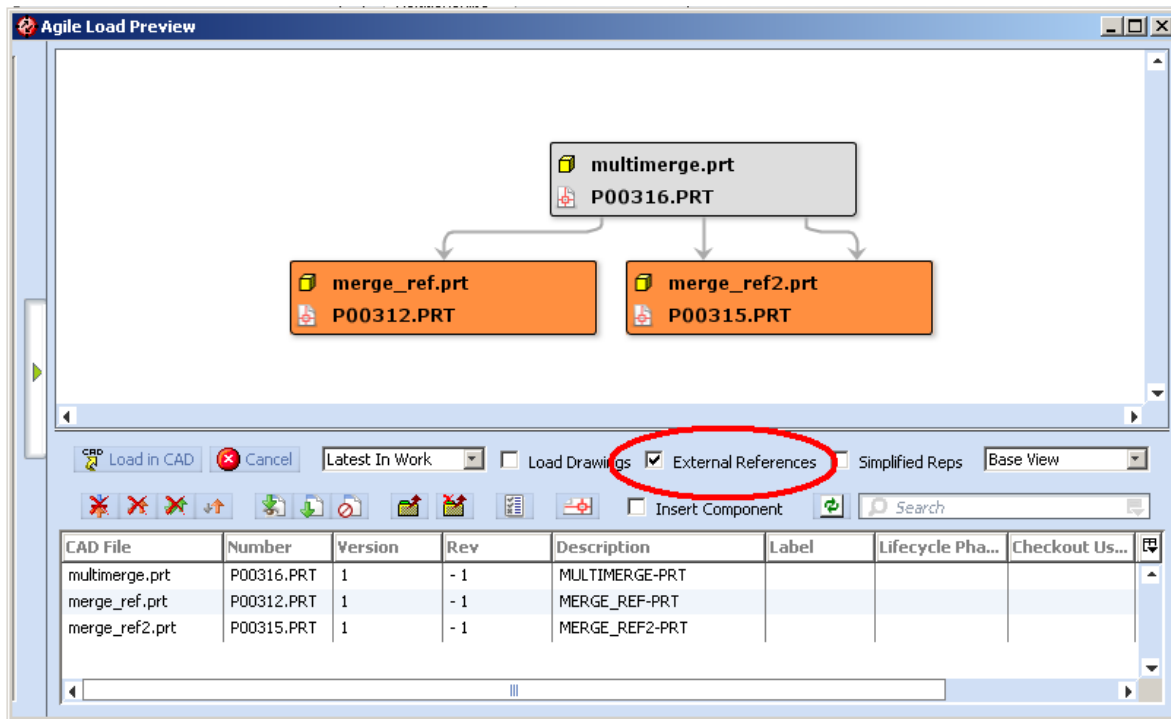 Agile Load Preview
multimerge.prt
P00316.PRT
merge_ref.prt
merge_ref2.prt
P00312.PRT
P00315.PRT
Load in CAD Cancel Latest In Work Load Drawings External References Simplified Reps Base View
Insert Component Search
CAD File Number Version Rev Description Label Lifecycle Pha... Checkout Us...
multimerge.prt P00316.PRT 1 - 1 MULTIMERGE-PRT
merge_ref.prt P00312.PRT 1 - 1 MERGE_REF-PRT
merge_ref2.prt P00315.PRT 1 - 1 MERGE_REF2-PRT